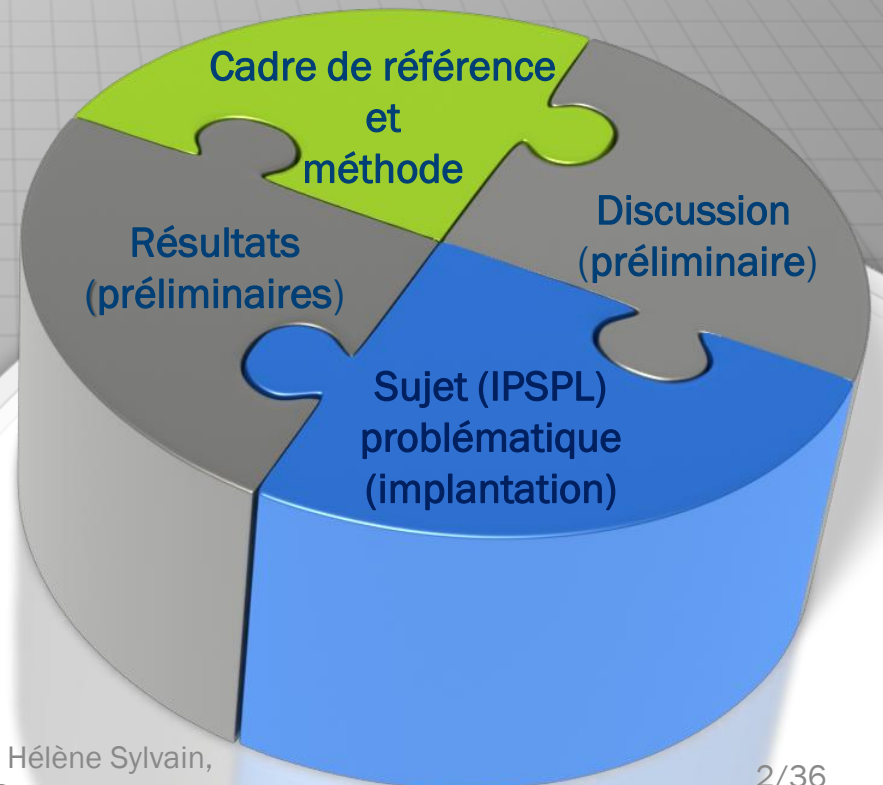 Cadre de référence
et
méthode
Discussion
(préliminaire)
Résultats
(préliminaires)
Sujet (IPSPL)
problématique
(implantation)
Hélène Sylvain,
2/36